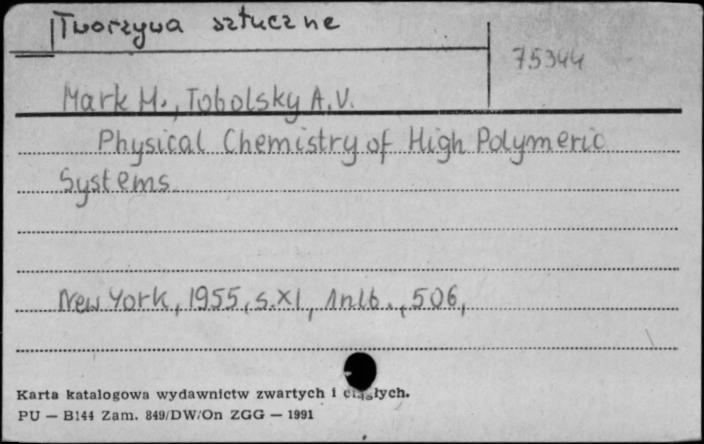 Tworzywa sztuczne
75344
Mark H., Tobolsky A.V.
Physical Chemistry of High Polymeric
Systems.
New York, 1955, s. XI, 1nlb., 506,
Karta katalogowa wydawnictw zwartych i ciągłych.
PU — B144 Zam. 849/DW/On ZGG — 1991